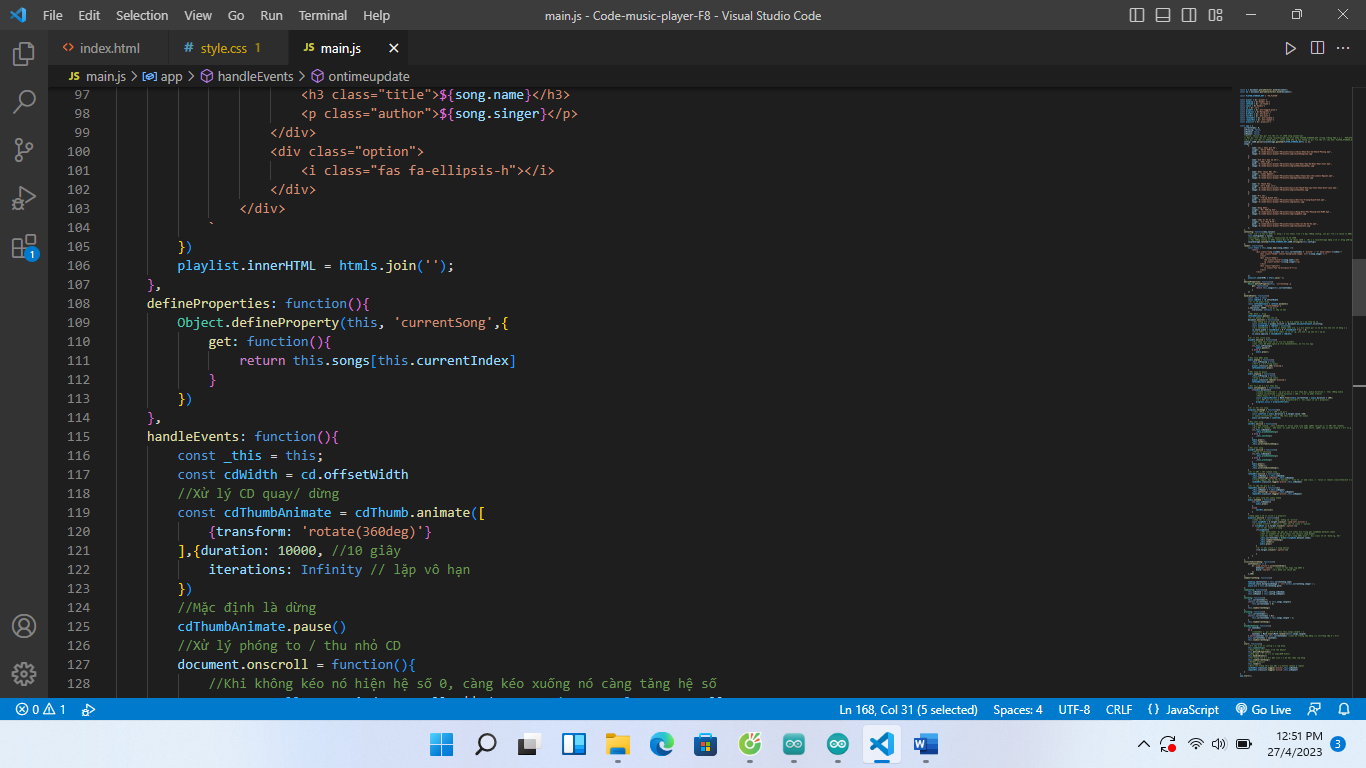 File Edit Selection View Go Run Terminal Help main.js - Code-music-player-F8 - Visual Studio Code
index.html style.css 1 JS main.js
JS main.js > app > handleEvents > ontimeupdate
97 <h3 class="title">${song.name}</h3>
98 <p class="author">${song.singer}</p>
99 </div>
100 <div class="option">
101 <i class="fas fa-ellipsis-h"></i>
102 </div>
103 </div>
104 `
105 })
106 playlist.innerHTML = htmls.join('');
107 },
108 defineProperties: function(){
109 Object.defineProperty(this, 'currentSong',{
110 get: function(){
111 return this.songs[this.currentIndex]
112 }
113 })
114 },
115 handleEvents: function(){
116 const _this = this;
117 const cdWidth = cd.offsetWidth
118 //Xử lý CD quay/ dừng
119 const cdThumbAnimate = cdThumb.animate([
120 {transform: 'rotate(360deg)'}
121 ],{duration: 10000, //10 giây
122 iterations: Infinity // lặp vô hạn
123 })
124 //Mặc định là dừng
125 cdThumbAnimate.pause()
126 //Xử lý phóng to / thu nhỏ CD
127 document.onscroll = function(){
128 //Khi không kéo nó hiện hệ số 0, càng kéo xuống nó càng tăng hệ số
1
0 1 Ln 168, Col 31 (5 selected) Spaces: 4 UTF-8 CRLF {} JavaScript Go Live
12:51 PM
27/4/2023 3